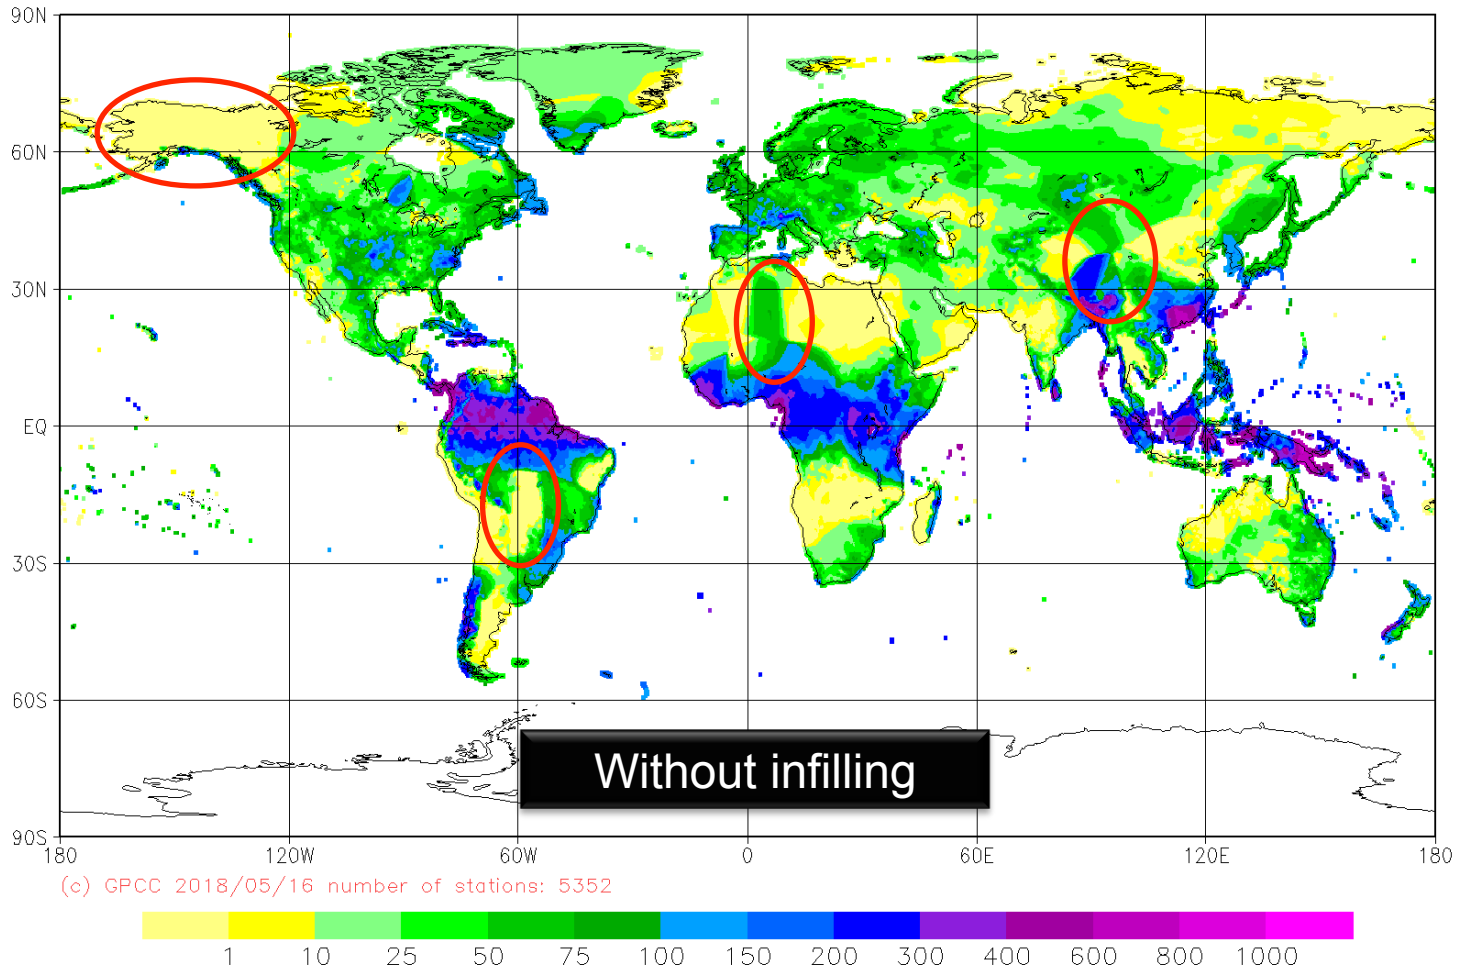 90N
60N
30N
EQ
30S
60S
Without infilling
90S
180 120W 60W 0 60E 120E 180
(c) GPCC 2018/05/16 number of stations: 5352
1 10 25 50 75 100 150 200 300 400 600 800 1000